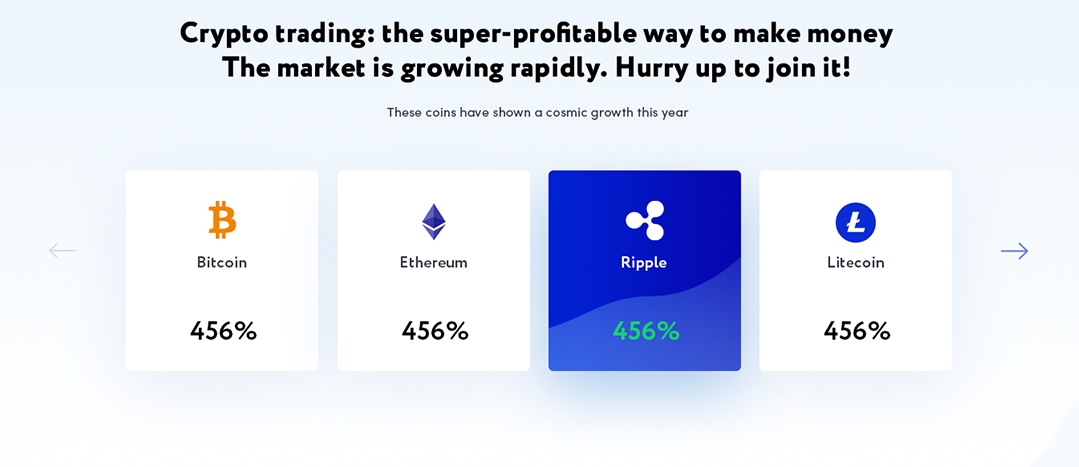 Crypto trading: the super-profitable way to make money
The market is growing rapidly. Hurry up to join it!
These coins have shown a cosmic growth this year
Bitcoin
456%
Ethereum
456%
Ripple
456%
Litecoin
456%